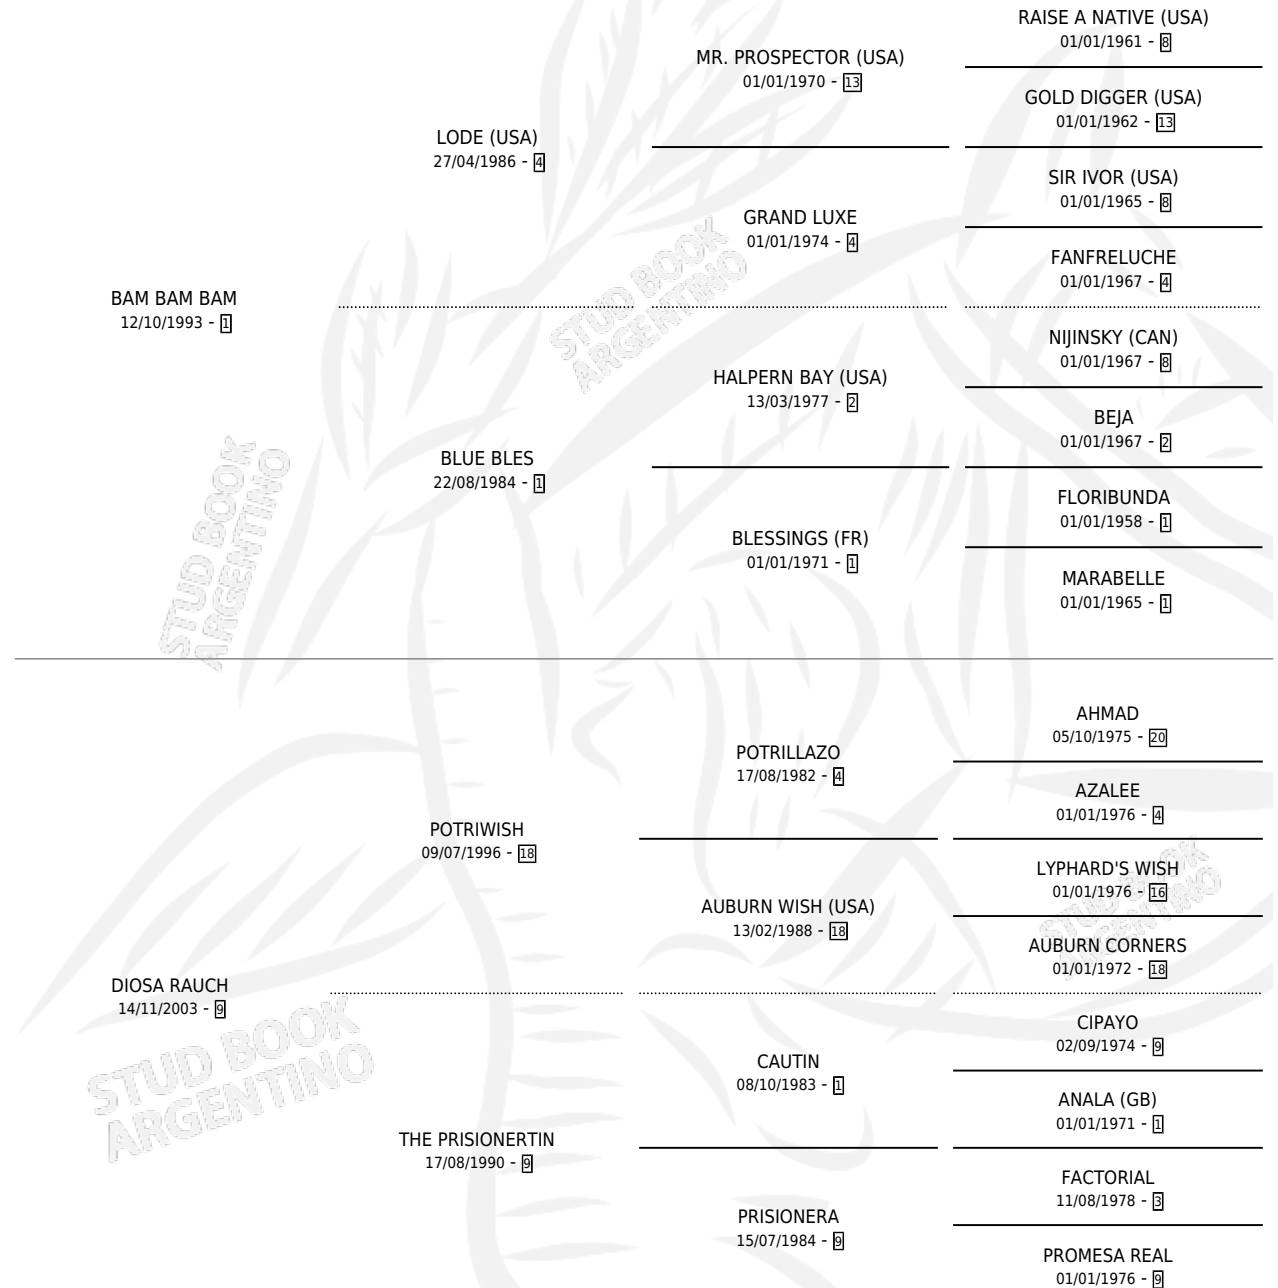 RAISE A NATIVE (USA)
01/01/1961 - 8
MR. PROSPECTOR (USA)
01/01/1970 - 13
GOLD DIGGER (USA)
01/01/1962 - 13
LODE (USA)
27/04/1986 - 4
SIR IVOR (USA)
01/01/1965 - 8
GRAND LUXE
01/01/1974 - 4
FANFRELUCHE
01/01/1967 - 4
BAM BAM BAM
12/10/1993 - 1
STUD BOOK
ARGENTINO
NIJINSKY (CAN)
01/01/1967 - 8
HALPERN BAY (USA)
13/03/1977 - 2
BEJA
01/01/1967 - 2
BLUE BLES
22/08/1984 - 1
FLORIBUNDA
01/01/1958 - 1
BLESSINGS (FR)
01/01/1971 - 1
MARABELLE
01/01/1965 - 1
STUD BOOK
ARGENTINO
AHMAD
05/10/1975 - 20
POTRILLAZO
17/08/1982 - 4
AZALEE
01/01/1976 - 4
POTRIWISH
09/07/1996 - 18
LYPHARD'S WISH
01/01/1976 - 16
STUD BOOK
ARGENTINO
AUBURN WISH (USA)
13/02/1988 - 18
AUBURN CORNERS
01/01/1972 - 18
DIOSA RAUCH
14/11/2003 - 9
STUD BOOK
ARGENTINO
CIPAYO
02/09/1974 - 9
CAUTIN
08/10/1983 - 1
ANALA (GB)
01/01/1971 - 1
THE PRISIONERTIN
17/08/1990 - 9
FACTORIAL
11/08/1978 - 3
PRISIONERA
15/07/1984 - 9
PROMESA REAL
01/01/1976 - 9